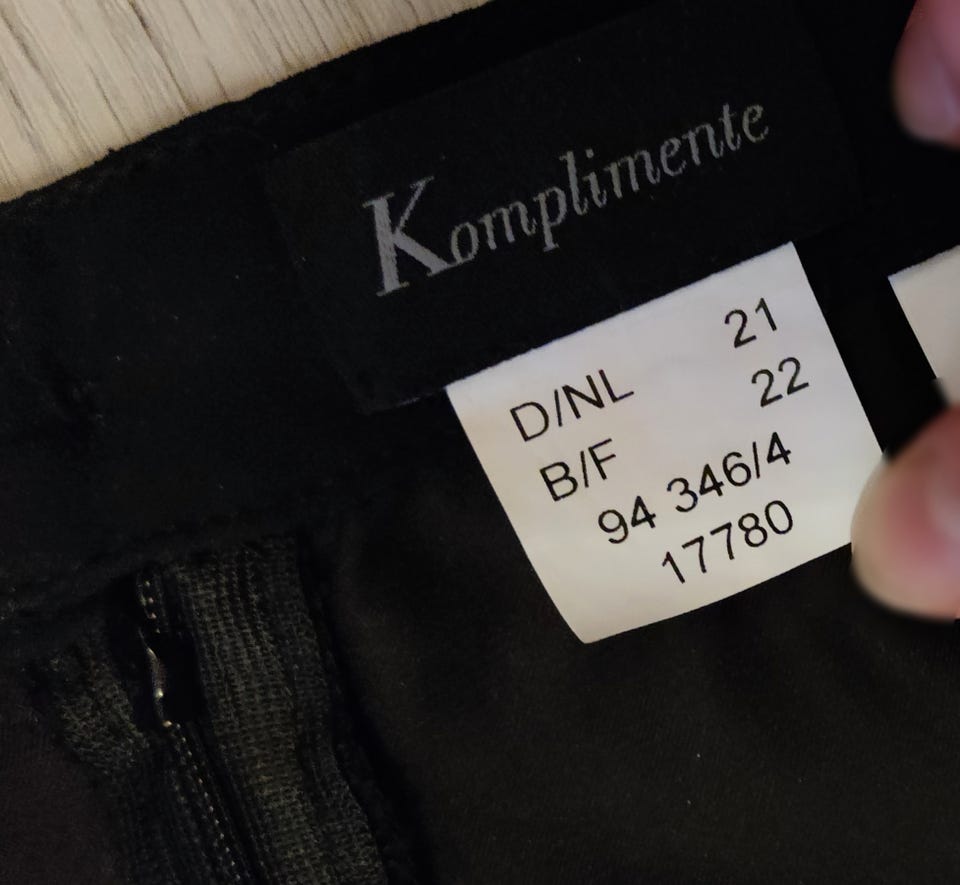 Komplimente
D/NL 21
B/F 22
94 346/4
17780